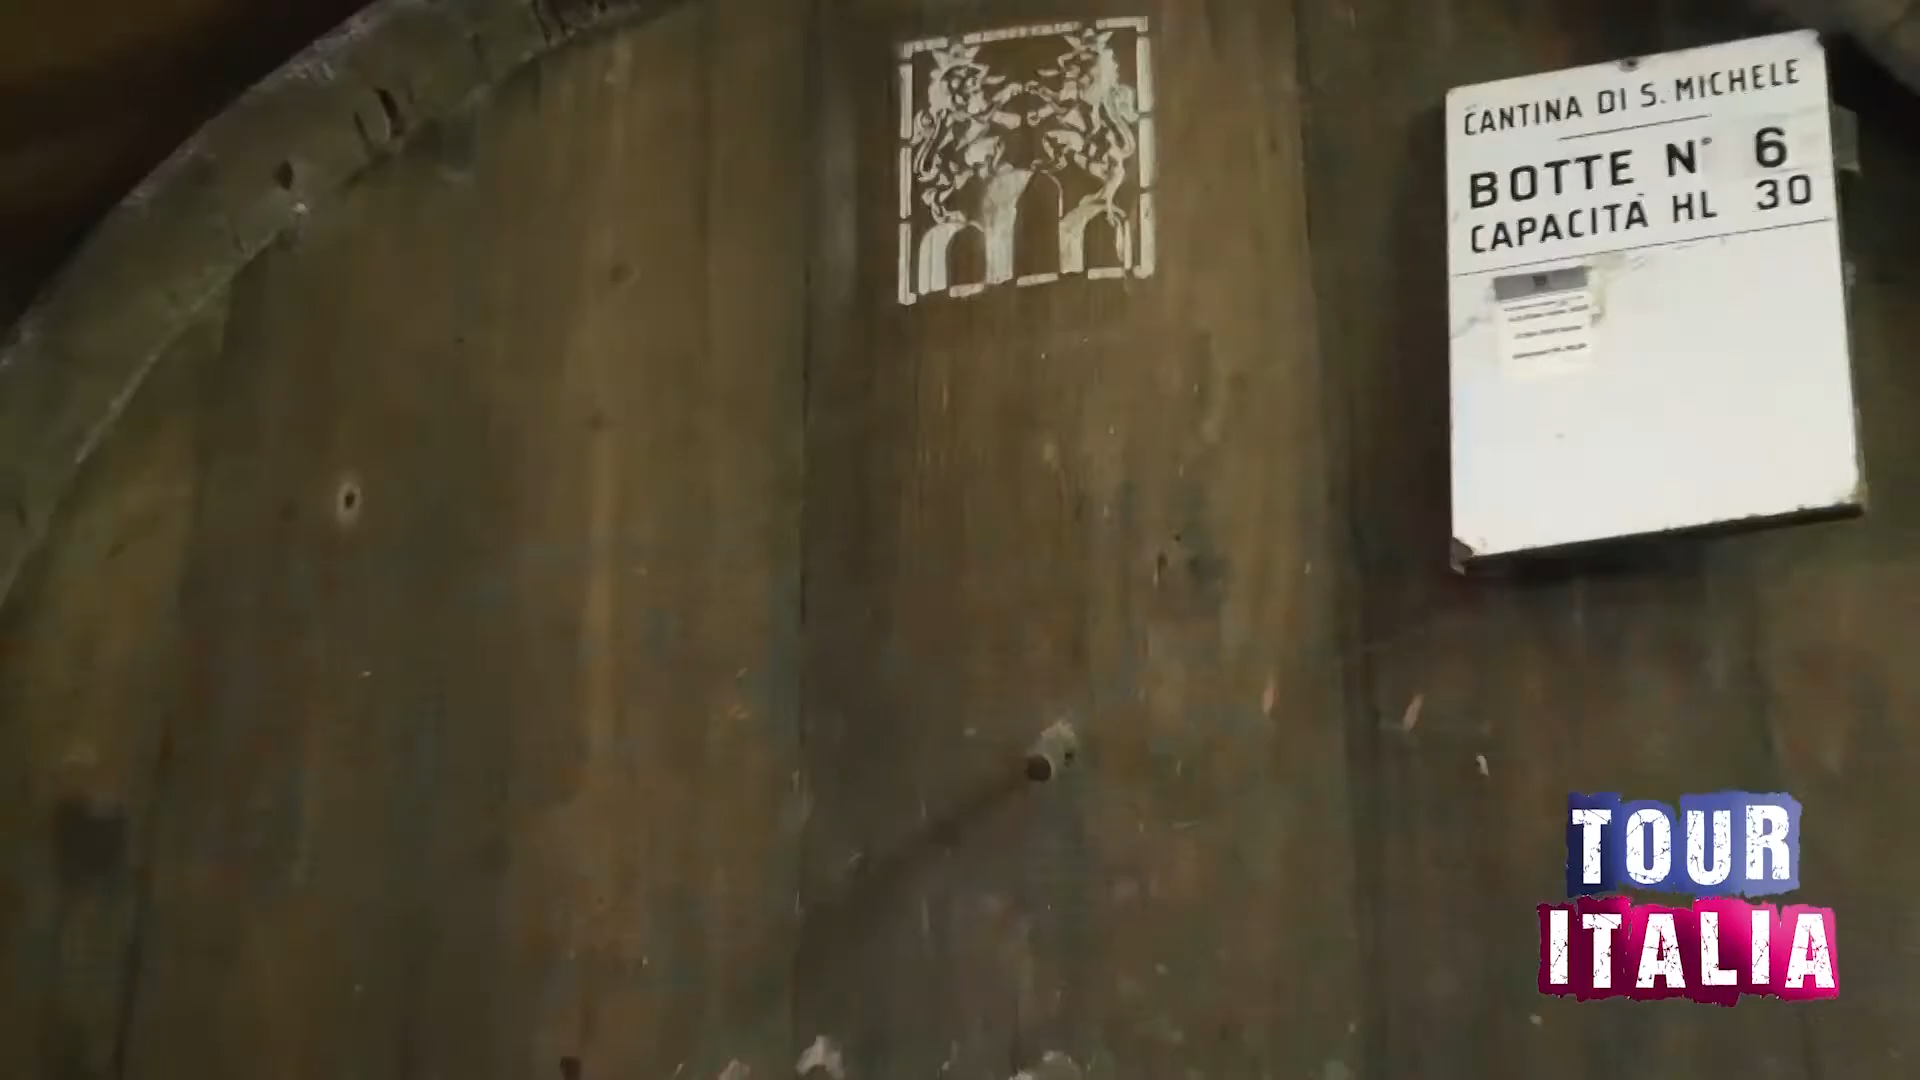 CANTINA DI S. MICHELE
BOTTE N° 6
CAPACITÀ HL 30
TOUR
ITALIA